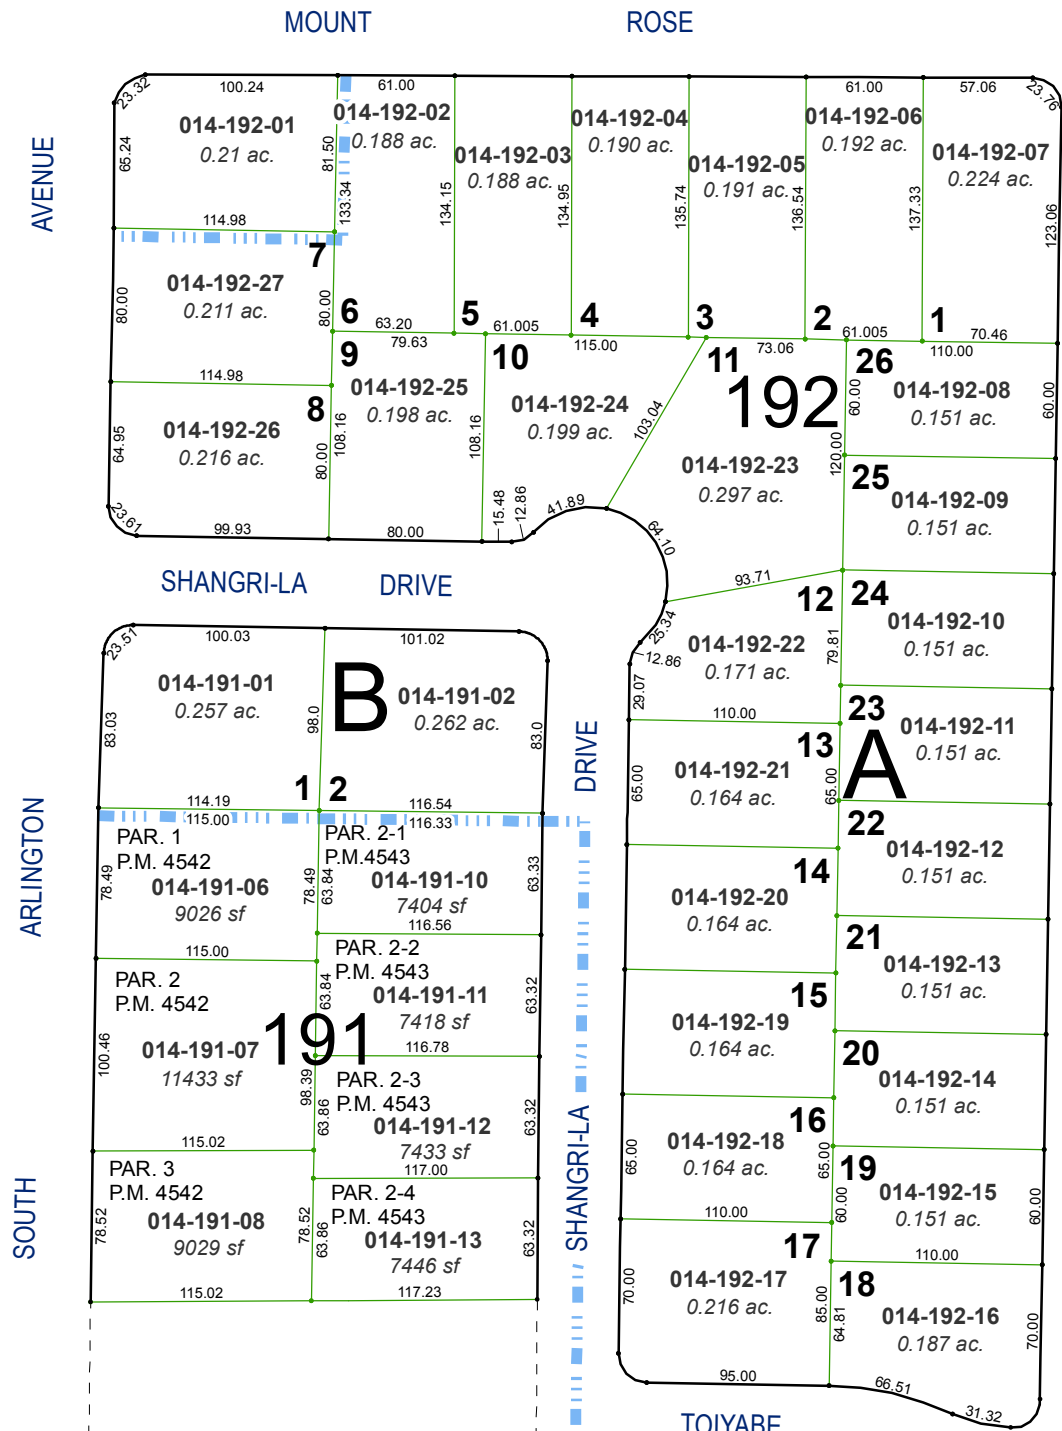 MOUNT ROSE
23.32 100.24 61.00 61.00 57.06 23.76
014-192-01
0.21 ac.
014-192-02
0.188 ac.
014-192-03
0.188 ac.
014-192-04
0.190 ac.
014-192-05
0.191 ac.
014-192-06
0.192 ac.
014-192-07
0.224 ac.
AVENUE
65.24
81.50
133.34
134.15
134.95
135.74
136.54
137.33
123.06
114.98
7
014-192-27
0.211 ac.
80.00
80.00
6
5
4
3
2
1
63.20
61.005
61.005
70.46
79.63
115.00
73.06
110.00
114.98
9
10
11
26
8
014-192-26
0.216 ac.
64.95
80.00
23.61
99.93
014-192-25
0.198 ac.
108.16
108.16
80.00
014-192-24
0.199 ac.
15.48
12.86
41.89
103.04
192
014-192-23
0.297 ac.
64.10
120.00
60.00
014-192-08
0.151 ac.
60.00
25
014-192-09
0.151 ac.
SHANGRI-LA DRIVE
93.71
12
24
014-192-10
0.151 ac.
25.34
12.86
29.07
014-192-22
0.171 ac.
79.81
110.00
23
014-192-11
0.151 ac.
23.51
100.03
101.02
014-191-01
0.257 ac.
83.03
98.0
B
014-191-02
0.262 ac.
83.0
DRIVE
13
A
014-192-21
0.164 ac.
65.00
65.00
1
2
114.19
116.54
115.00
116.33
22
014-192-12
0.151 ac.
ARLINGTON
PAR. 1
P.M. 4542
014-191-06
9026 sf
78.49
78.49
PAR. 2-1
P.M.4543
014-191-10
7404 sf
63.84
63.33
14
014-192-20
0.164 ac.
115.00
116.56
21
014-192-13
0.151 ac.
PAR. 2
P.M. 4542
014-191-07
11433 sf
100.46
98.39
191
PAR. 2-2
P.M. 4543
014-191-11
7418 sf
63.84
63.32
15
014-192-19
0.164 ac.
116.78
20
014-192-14
0.151 ac.
PAR. 2-3
P.M. 4543
014-191-12
7433 sf
63.86
63.32
SHANGRI-LA
16
014-192-18
0.164 ac.
65.00
65.00
115.02
117.00
19
014-192-15
0.151 ac.
60.00
60.00
SOUTH
PAR. 3
P.M. 4542
014-191-08
9029 sf
78.52
78.52
PAR. 2-4
P.M. 4543
014-191-13
7446 sf
63.86
63.32
110.00
110.00
17
014-192-17
0.216 ac.
70.00
85.00
64.81
18
014-192-16
0.187 ac.
70.00
115.02
117.23
95.00
66.51
31.32
TOIYABE